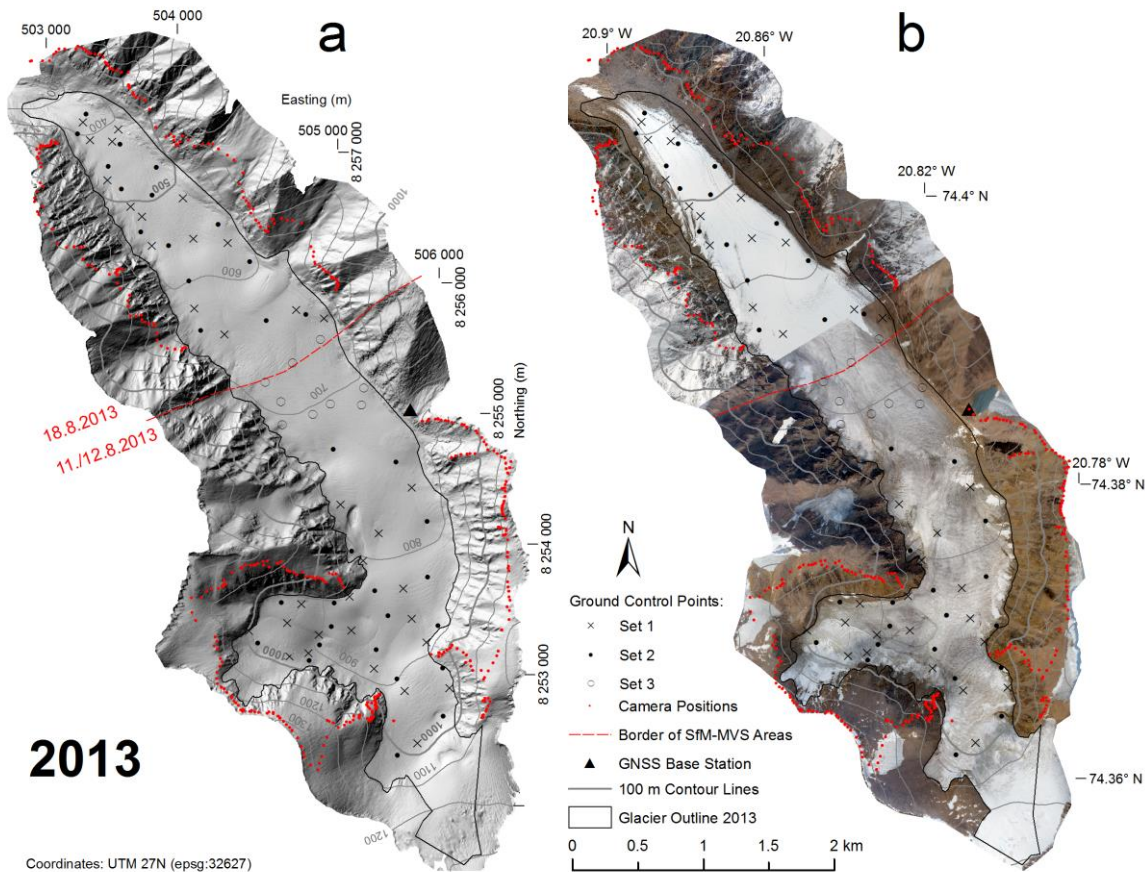 a
b
503 000
504 000
Easting (m)
505 000
8 257 000
506 000
8 256 000
8 255 000
Northing (m)
8 254 000
8 253 000
20.9° W
20.86° W
20.82° W
74.4° N
20.78° W
74.38° N
74.36° N
400
500
600
700
800
900
1000
1000
1000
1100
1200
1200
1300
18.8.2013
11./12.8.2013
2013
Coordinates: UTM 27N (epsg:32627)
N
Ground Control Points:
Set 1
Set 2
Set 3
Camera Positions
Border of SfM-MVS Areas
GNSS Base Station
100 m Contour Lines
Glacier Outline 2013
0 0.5 1 2 km